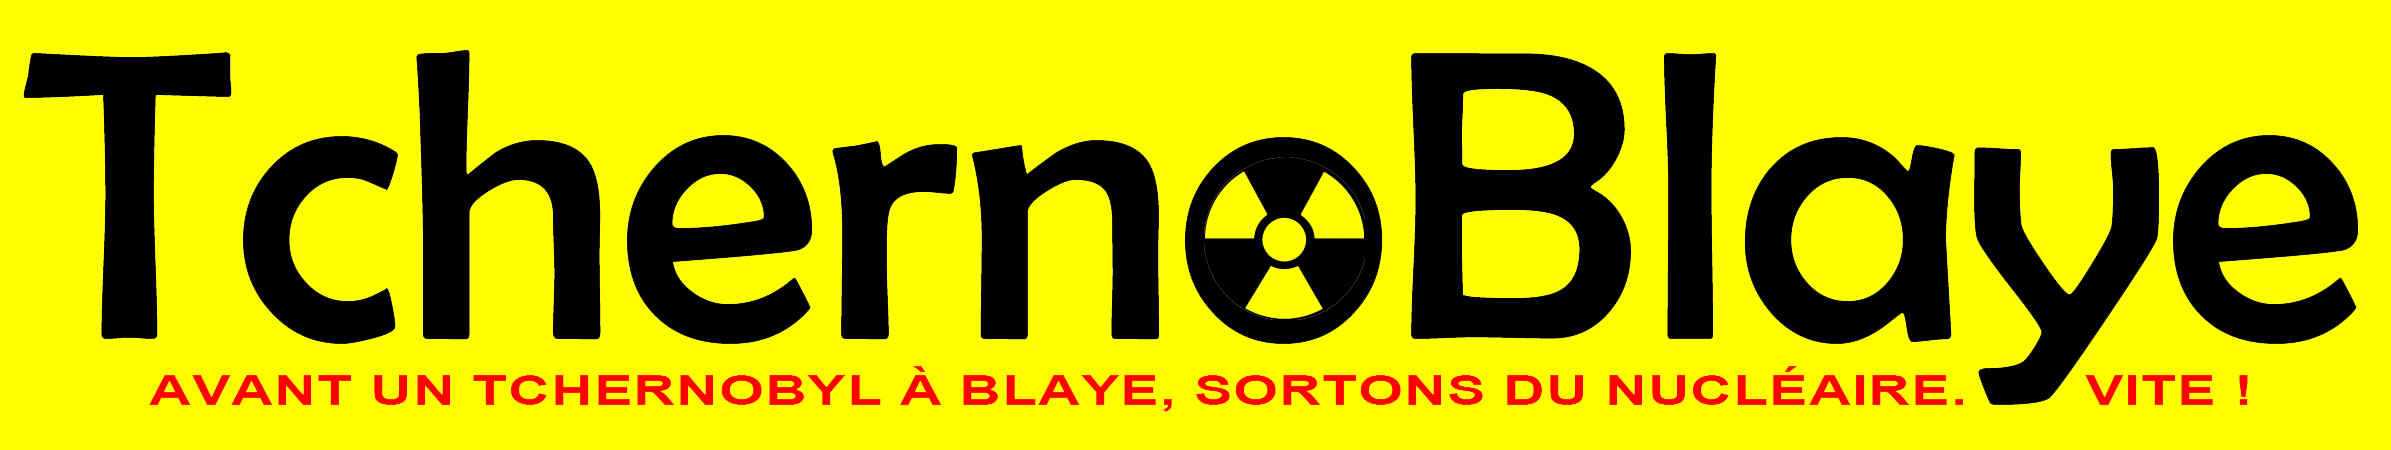 TchernoBlaye
AVANT UN TCHERNOBYL À BLAYE, SORTONS DU NUCLÉAIRE. VITE !